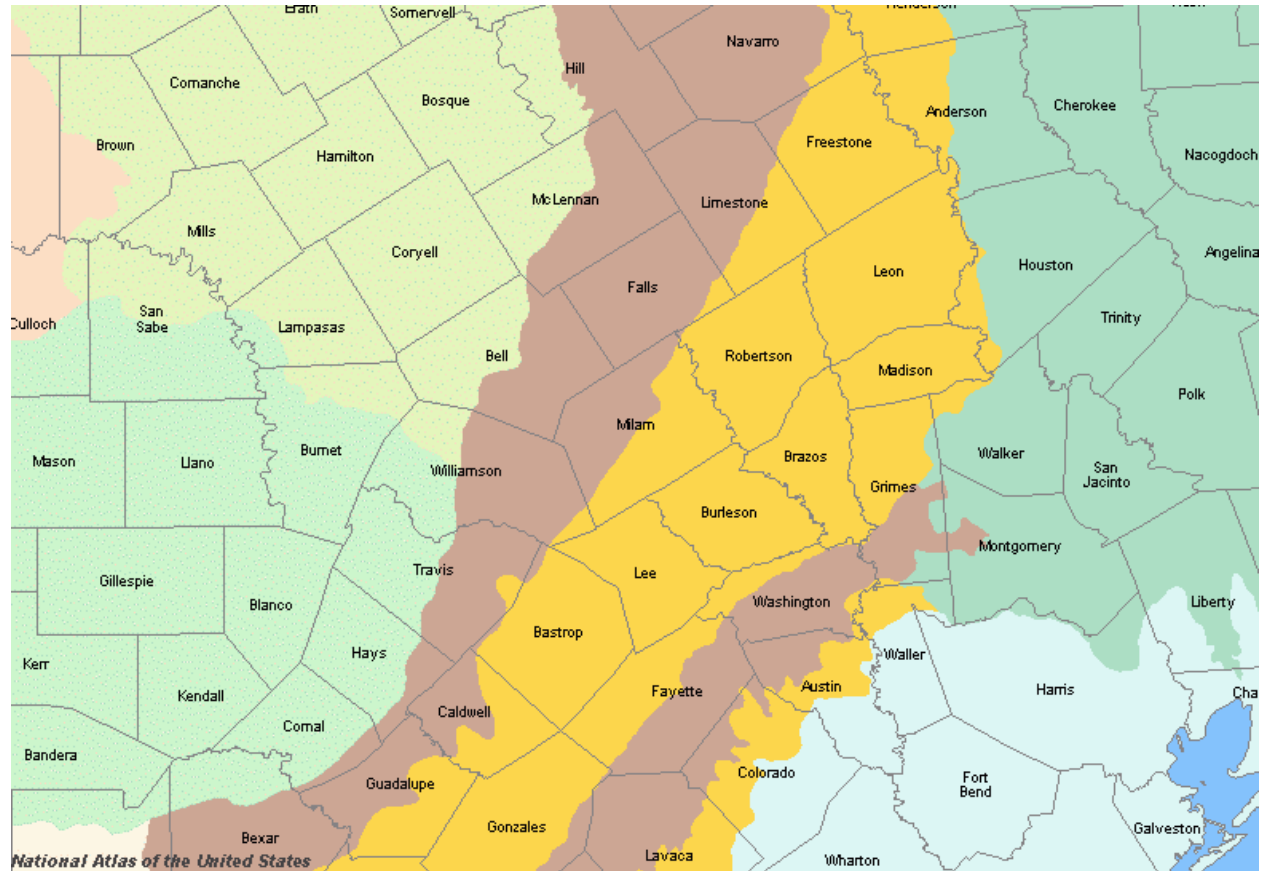 Erath
Somervell
Henderson
Navarro
Hill
Comanche
Bosque
Anderson
Cherokee
Brown
Hamilton
Freestone
Nacogdoch
McLennan
Limestone
Mills
Coryell
Leon
Houston
Angelina
Falls
San
Saba
Culloch
Lampasas
Trinity
Bell
Robertson
Madison
Polk
Milam
Mason
Llano
Burnet
Williamson
Brazos
Walker
San
Jacinto
Grimes
Burleson
Montgomery
Gillespie
Travis
Lee
Blanco
Washington
Liberty
Bastrop
Kerr
Hays
Waller
Kendall
Fayette
Austin
Harris
Cha
Caldwell
Comal
Bandera
Guadalupe
Colorado
Fort
Bend
Gonzales
Galveston
Bexar
Lavaca
Wharton
National Atlas of the United States